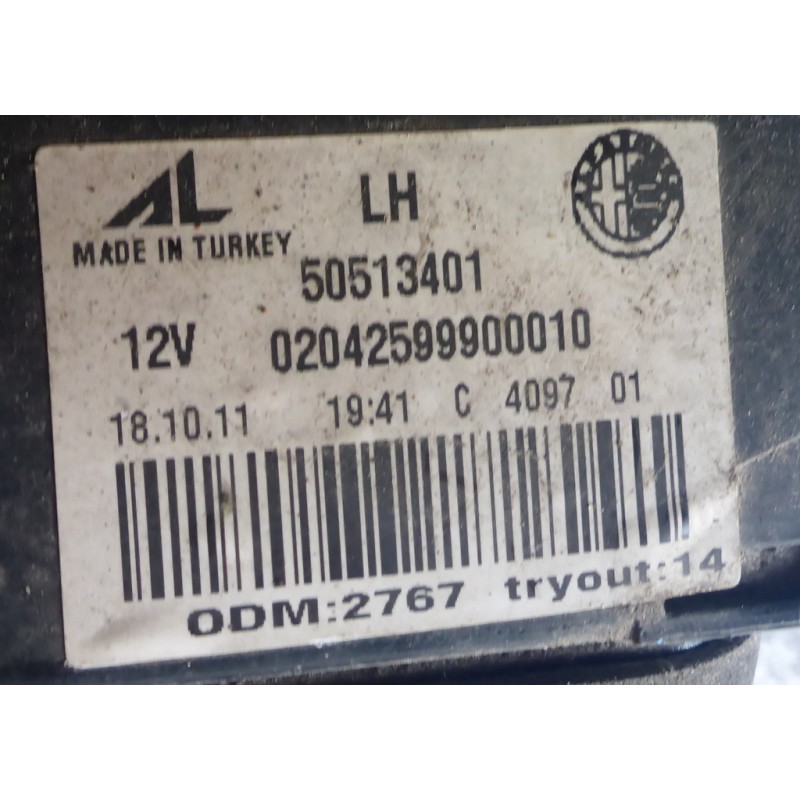 AL LH
MADE IN TURKEY
50513401
12V 02042599900010
18.10.11 19:41 C 4097 01
ODM:2767 tryout:14